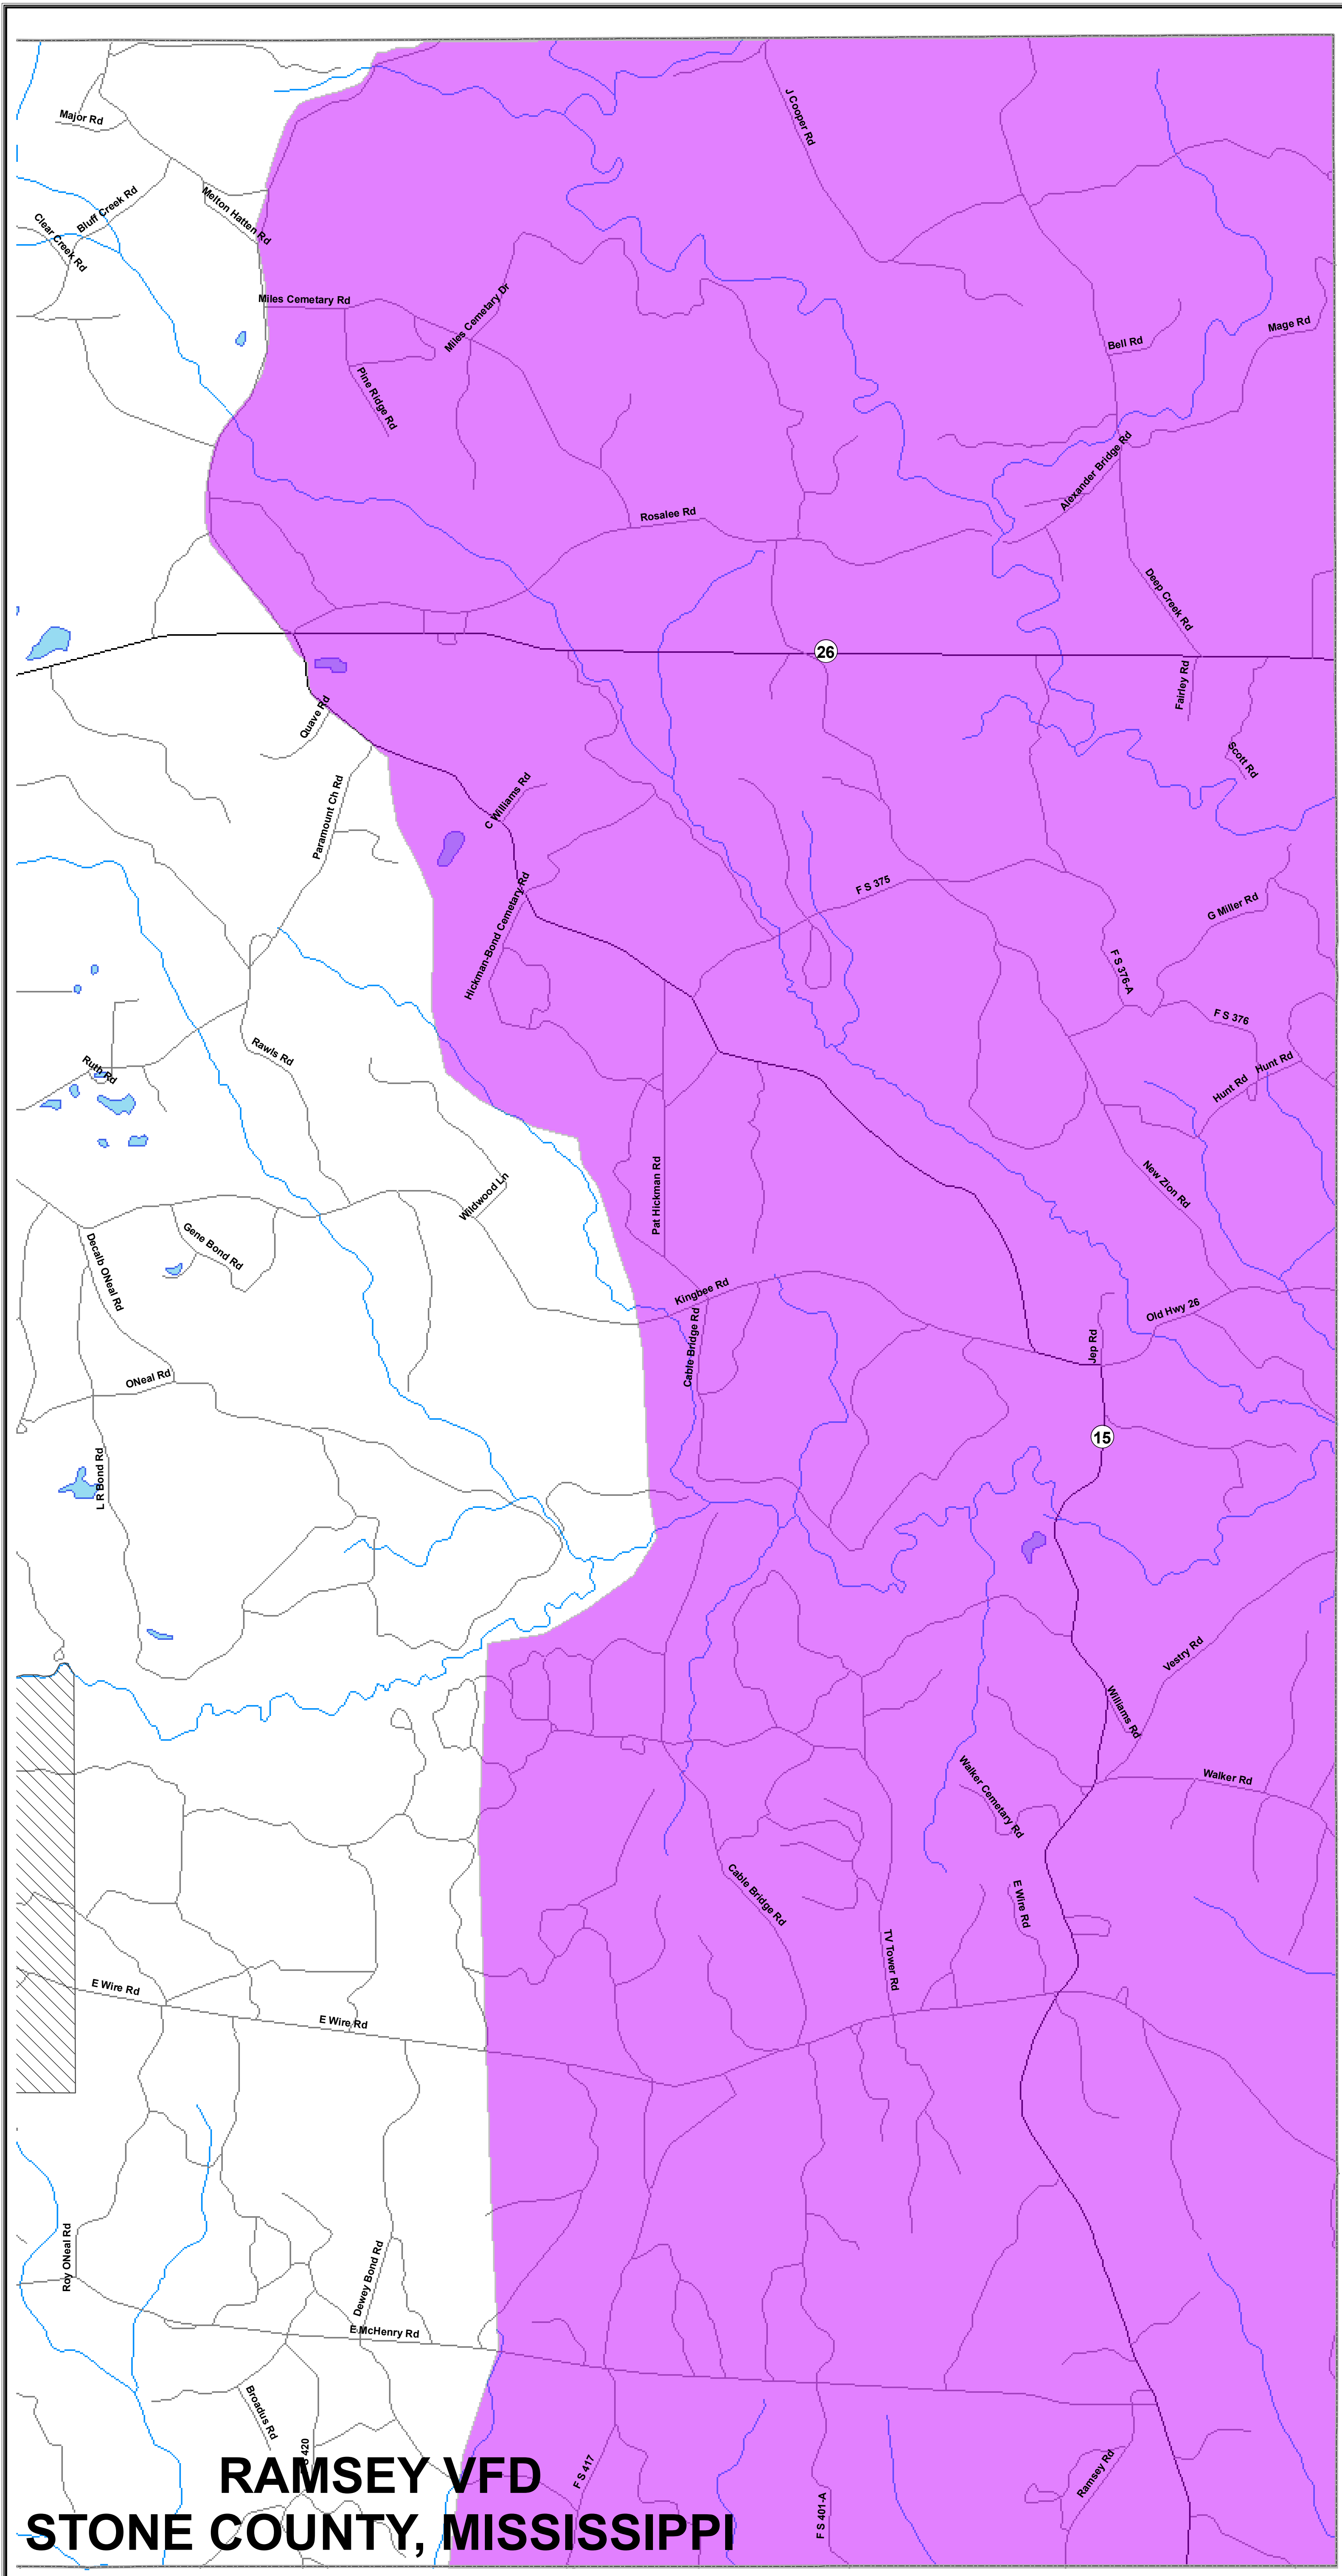 J Cooper Rd
Major Rd
Melton Hatten Rd
Bluff Creek Rd
Clear Creek Rd
Miles Cemetary Rd
Miles Cemetary Dr
Mage Rd
Bell Rd
Pine Ridge Rd
Alexander Bridge Rd
Rosalee Rd
Deep Creek Rd
26
Fairley Rd
Quave Rd
Scott Rd
Paramount Ch Rd
C Williams Rd
F S 375
Hickman-Bond Cemetary Rd
G Miller Rd
F S 376-A
F S 376
Rawls Rd
Ruth Rd
Hunt Rd
Hunt Rd
Pat Hickman Rd
New Zion Rd
Wildwood Ln
Gene Bond Rd
Decalb ONeal Rd
Kingbee Rd
Old Hwy 26
Cable Bridge Rd
Jep Rd
ONeal Rd
15
L R Bond Rd
Vestry Rd
Williams Rd
Walker Rd
Walker Cemetary Rd
Cable Bridge Rd
E Wire Rd
TV Tower Rd
E Wire Rd
E Wire Rd
Roy ONeal Rd
Dewey Bond Rd
E McHenry Rd
Broadus Rd
420
F S 417
Ramsey Rd
F S 401-A
RAMSEY VFD
STONE COUNTY, MISSISSIPPI